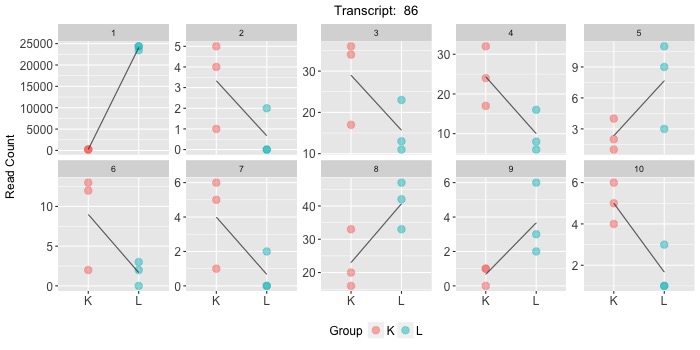 Transcript: 86
1 2 3 4 5
25000 5 30 30 9
20000 4
15000 3 20 20 6
10000 2
5000 1 10 3
0 0 10
Read Count
6 7 8 9 10
10 6 40 6 6
5 4 30 4 4
0 2 20 2 2
0 0
K L K L K L K L K L
Group K L